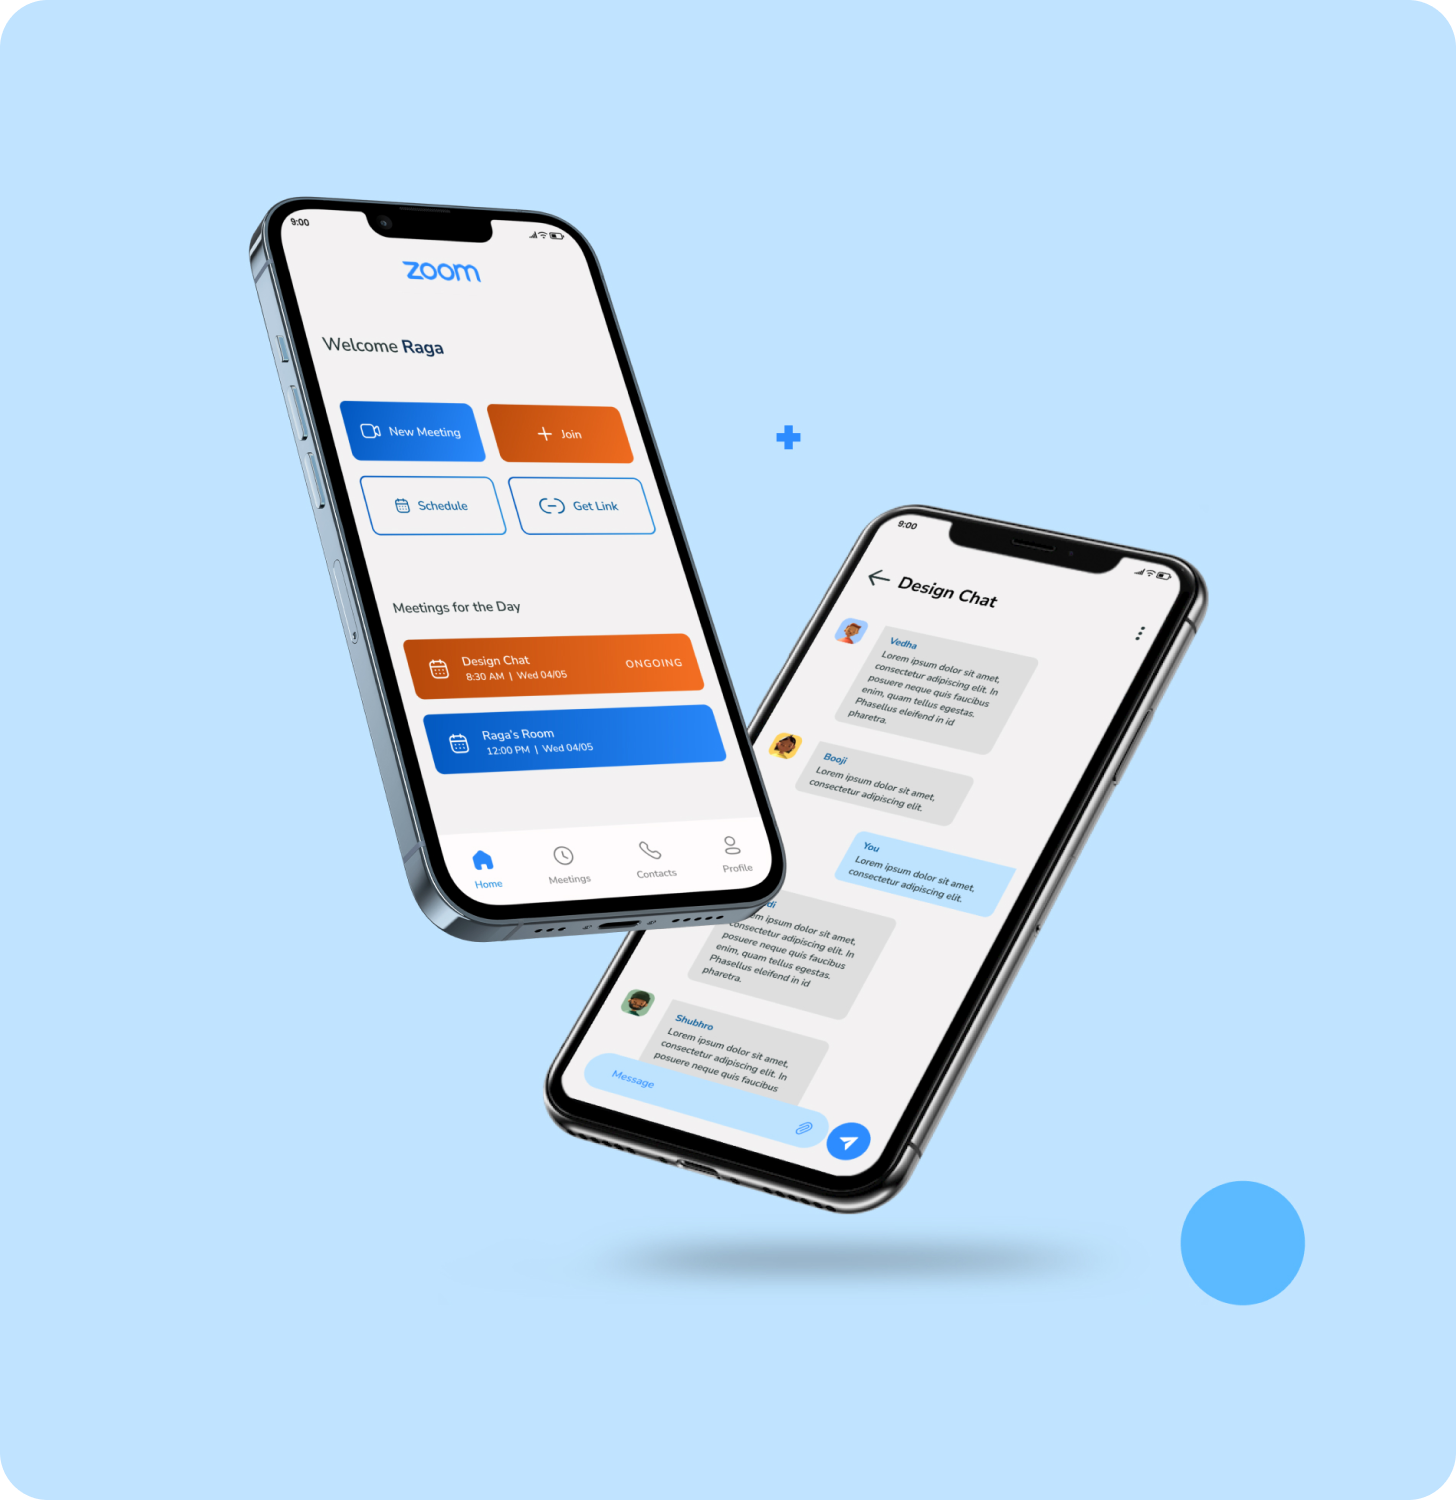 9:00
zoom
Welcome Raga
New Meeting
Join
Schedule
Get Link
Meetings for the Day
Design Chat
8:30 AM | Wed 04/05
ONGOING
Raga's Room
12:00 PM | Wed 04/05
Home
Meetings
Contacts
Profile
9:00
Design Chat
Vedha
Lorem ipsum dolor sit amet,
consectetur adipiscing elit. In
posuere neque quis faucibus
enim, quam tellus egestas.
Phasellus eleifend in id
pharetra.
Booji
Lorem ipsum dolor sit amet,
consectetur adipiscing elit.
You
Lorem ipsum dolor sit amet,
consectetur adipiscing elit.
ipsum dolor sit amet,
consectetur adipiscing elit. In
posuere neque quis faucibus
enim, quam tellus egestas.
Phasellus eleifend in id
pharetra.
Shubhro
Lorem ipsum dolor sit amet,
consectetur adipiscing elit. In
posuere neque quis faucibus
Message